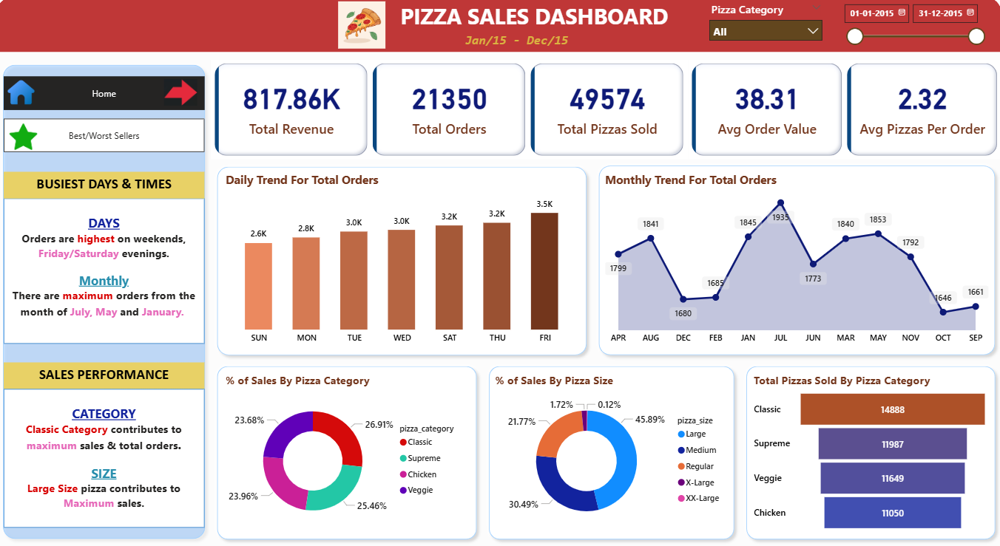 PIZZA SALES DASHBOARD
Jan/15 - Dec/15
Pizza Category
All
01-01-2015
31-12-2015
Home
Best/Worst Sellers
BUSIEST DAYS & TIMES
DAYS
Orders are highest on weekends,
Friday/Saturday evenings.
Monthly
There are maximum orders from the
month of July, May and January.
SALES PERFORMANCE
CATEGORY
Classic Category contributes to
maximum sales & total orders.
SIZE
Large Size pizza contributes to
Maximum sales.
817.86K
Total Revenue
21350
Total Orders
49574
Total Pizzas Sold
38.31
Avg Order Value
2.32
Avg Pizzas Per Order
Daily Trend For Total Orders
2.6K
2.8K
3.0K
3.0K
3.2K
3.2K
3.5K
SUN MON TUE WED SAT THU FRI
Monthly Trend For Total Orders
1799
1841
1680
1685
1845
1935
1773
1840
1853
1792
1646
1661
APR AUG DEC FEB JAN JUL JUN MAR MAY NOV OCT SEP
% of Sales By Pizza Category
26.91%
25.46%
23.96%
23.68%
pizza_category
Classic
Supreme
Chicken
Veggie
% of Sales By Pizza Size
1.72%
0.12%
45.89%
21.77%
30.49%
pizza_size
Large
Medium
Regular
X-Large
XX-Large
Total Pizzas Sold By Pizza Category
Classic 14888
Supreme 11987
Veggie 11649
Chicken 11050